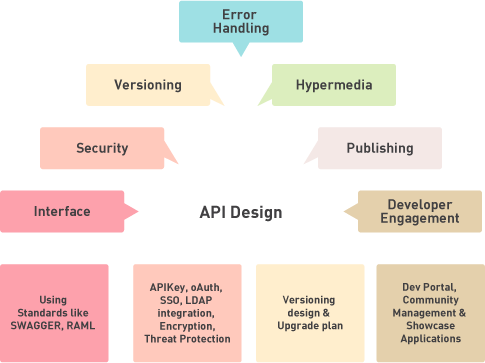 Error
Handling
Versioning
Hypermedia
Security
Publishing
Interface
API Design
Developer
Engagement
Using
Standards like
SWAGGER, RAML
APIKey, oAuth,
SSO, LDAP
integration,
Encryption,
Threat Protection
Versioning
design &
Upgrade plan
Dev Portal,
Community
Management &
Showcase
Applications